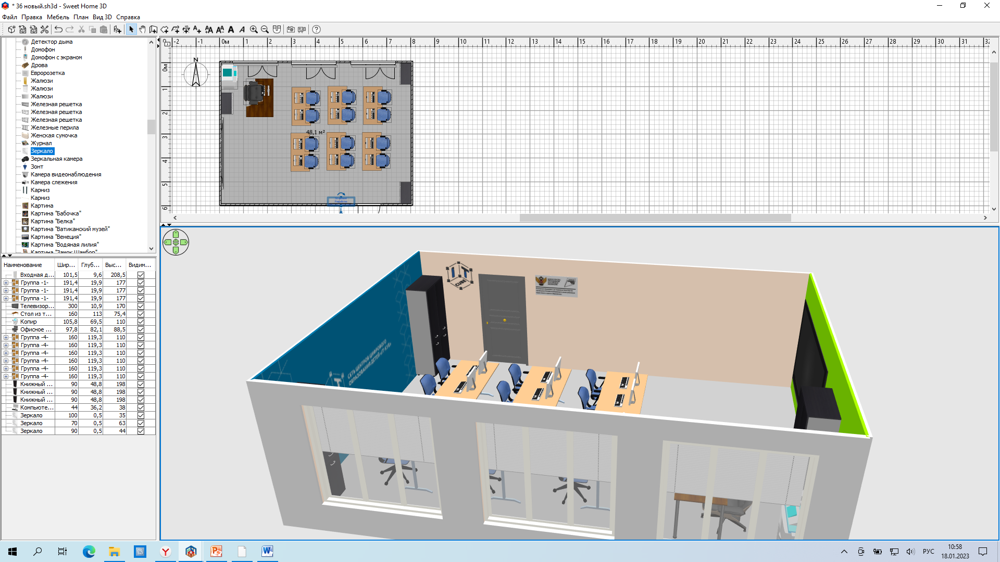 * 36 новый.sh3d - Sweet Home 3D
Файл Правка Мебель План Вид 3D Справка
Детектор дыма
Домофон
Домофон с экраном
Дрова
Евророзетка
Жалюзи
Жалюзи
Жалюзи
Железная решетка
Железная решетка
Железная решетка
Железные перила
Женская сумочка
Журнал
Зеркало
Зеркальная камера
Зонт
Камера видеонаблюдения
Камера слежения
Карниз
Карниз
Картина
Картина "Бабочка"
Картина "Белка"
Картина "Ватиканский музей"
Картина "Венеция"
Картина "Водяная лилия"
Картина "Замок Шамбор"
Наименование Шир... Глуб... Выс... Видим...
Входная д... 101,5 9,6 208,5
Группа -1- 191,4 19,9 177
Группа -1- 191,4 19,9 177
Группа -1- 191,4 19,9 177
Телевизор... 300 10,9 170
Стол из т... 160 113 75,4
Копир 105,8 69,5 110
Офисное ... 97,8 82,1 88,5
Группа -4- 160 119,3 110
Группа -4- 160 119,3 110
Группа -4- 160 119,3 110
Группа -4- 160 119,3 110
Группа -4- 160 119,3 110
Группа -4- 160 119,3 110
Книжный ... 90 48,8 198
Книжный ... 90 48,8 198
Книжный ... 90 48,8 198
Компьюте... 44 36,2 38
Зеркало 100 0,5 35
Зеркало 70 0,5 63
Зеркало 90 0,5 44
-2 -1 0м 1 2 3 4 5 6 7 8 9 10 11 12 13 14 15 16 17 18 19 20 21 22 23 24 25 26 27 28 29 30 31 32
0м
1
2
3
4
5
6
N
48,1 м²
IT
CUBE
СЕТЬ ЦЕНТРОВ ЦИФРОВОГО
ОБРАЗОВАНИЯ ДЕТЕЙ «IT-КУБ»
РУС
10:58
18.01.2023